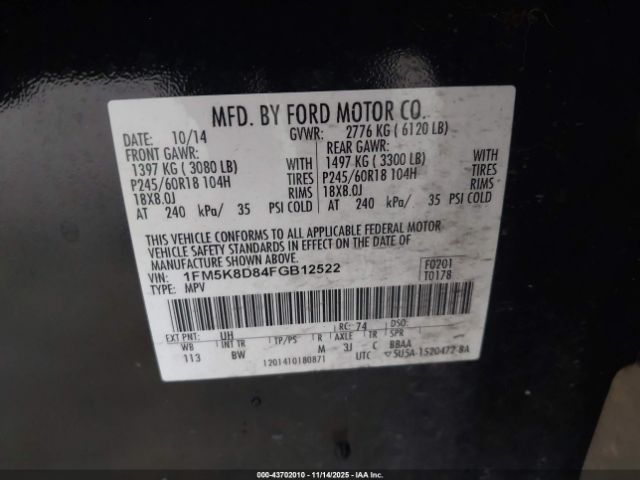 MFD. BY FORD MOTOR CO.
DATE: 10/14 GVWR: 2776 KG ( 6120 LB)
FRONT GAWR: REAR GAWR:
1397 KG ( 3080 LB) WITH 1497 KG ( 3300 LB) WITH
P245/60R18 104H TIRES P245/60R18 104H TIRES
18X8.0J RIMS 18X8.0J RIMS
AT 240 kPa/ 35 PSI COLD AT 240 kPa/ 35 PSI COLD
THIS VEHICLE CONFORMS TO ALL APPLICABLE FEDERAL MOTOR
VEHICLE SAFETY STANDARDS IN EFFECT ON THE DATE OF
MANUFACTURE SHOWN ABOVE.
VIN: 1FM5K8D84FGB12522 F0201
TYPE: MPV T0178
EXT PNT: UH RC: 74 DSO:
WB BRK INT TR TP/PS R AXLE TR SPR
113 BW M 3J C BBAA
1201410180871 UTC 5U5A-1520472-BA
000-43702010 - 11/14/2025 - IAA Inc.